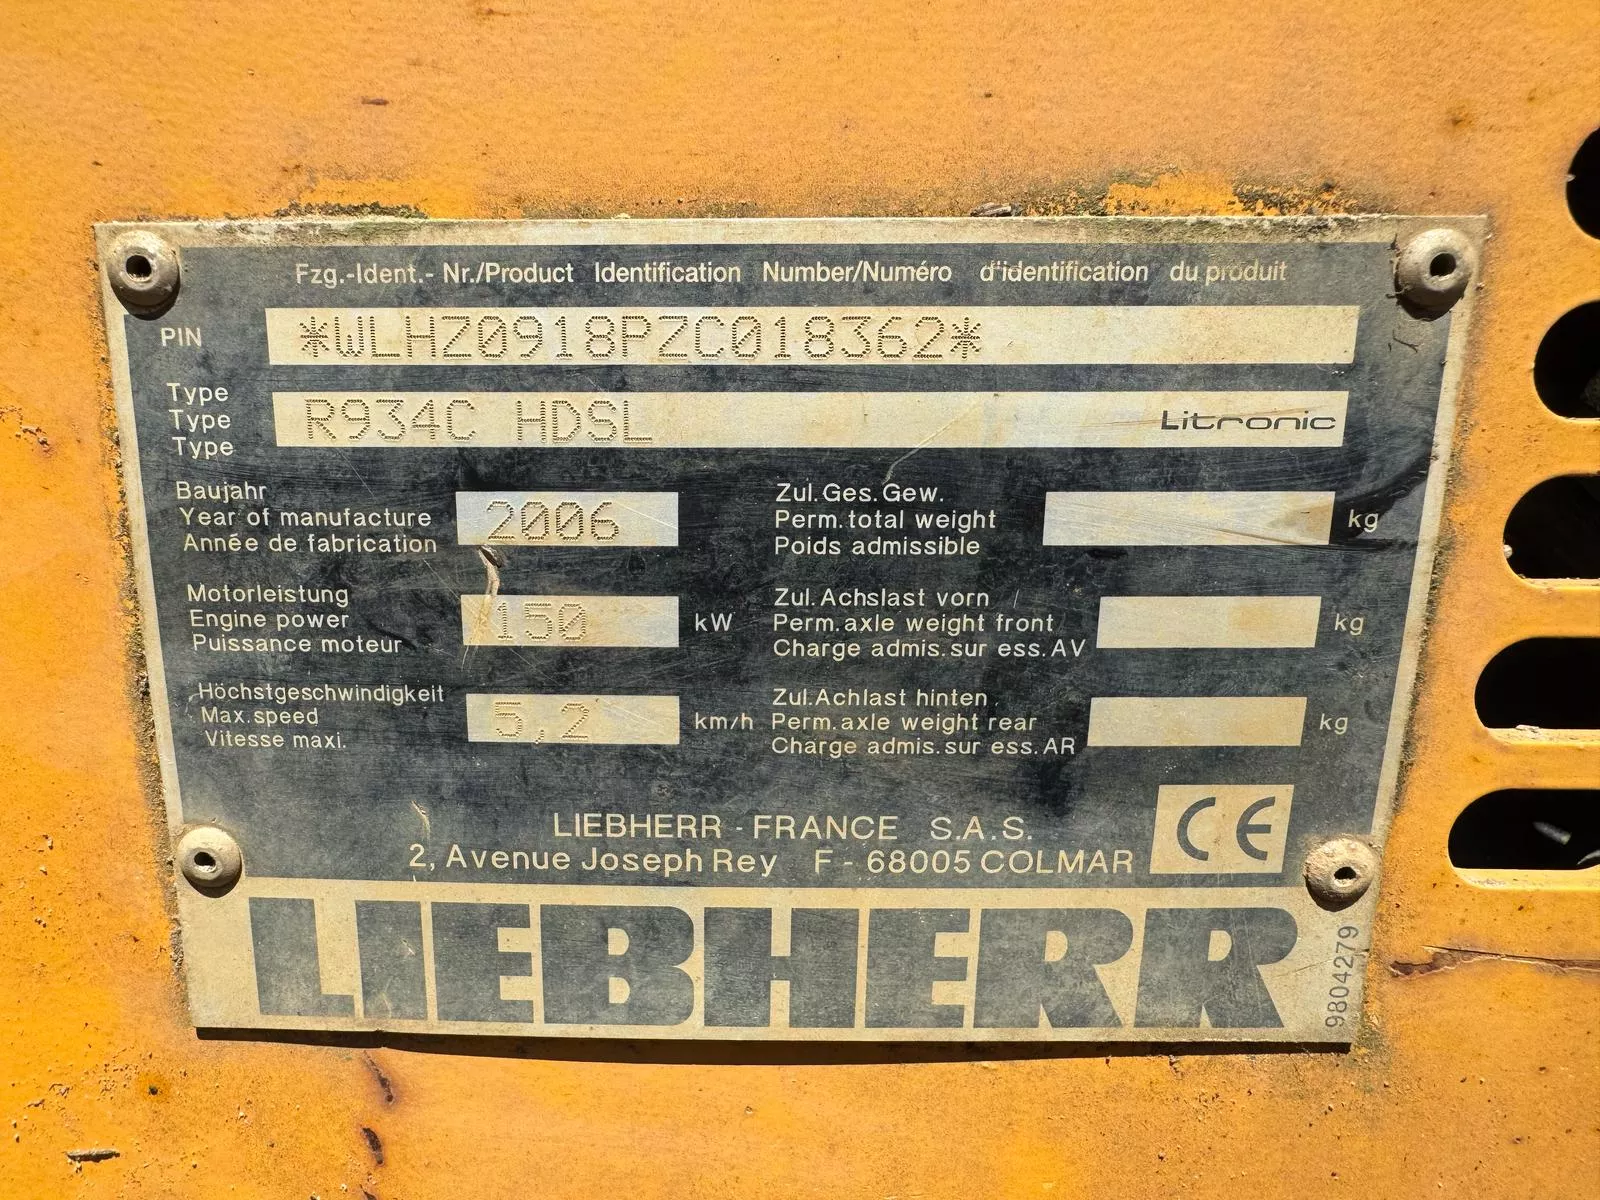 Fzg.-Ident.- Nr./Product Identification Number/Numéro d'identification du produit
PIN *WLHZ0918PZC018362*
Type
Type R934C HDSL Litronic
Type
Baujahr
Year of manufacture 2006
Année de fabrication
Zul.Ges.Gew.
Perm.total weight kg
Poids admissible
Motorleistung
Engine power 150 kW
Puissance moteur
Zul.Achslast vorn
Perm.axle weight front kg
Charge admis.sur ess.AV
Höchstgeschwindigkeit
Max.speed 5,2 km/h
Vitesse maxi.
Zul.Achlast hinten
Perm.axle weight rear kg
Charge admis.sur ess.AR
LIEBHERR - FRANCE S.A.S.
2, Avenue Joseph Rey F - 68005 COLMAR
CE
LIEBHERR
9804279